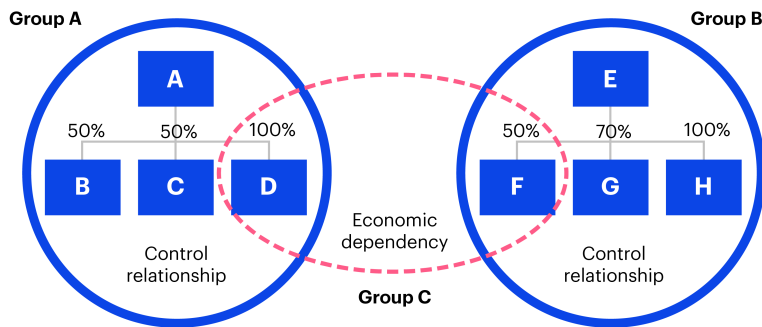 Group A
Group B
A
E
50%
50%
100%
50%
70%
100%
B
C
D
F
G
H
Economic
dependency
Control
relationship
Control
relationship
Group C